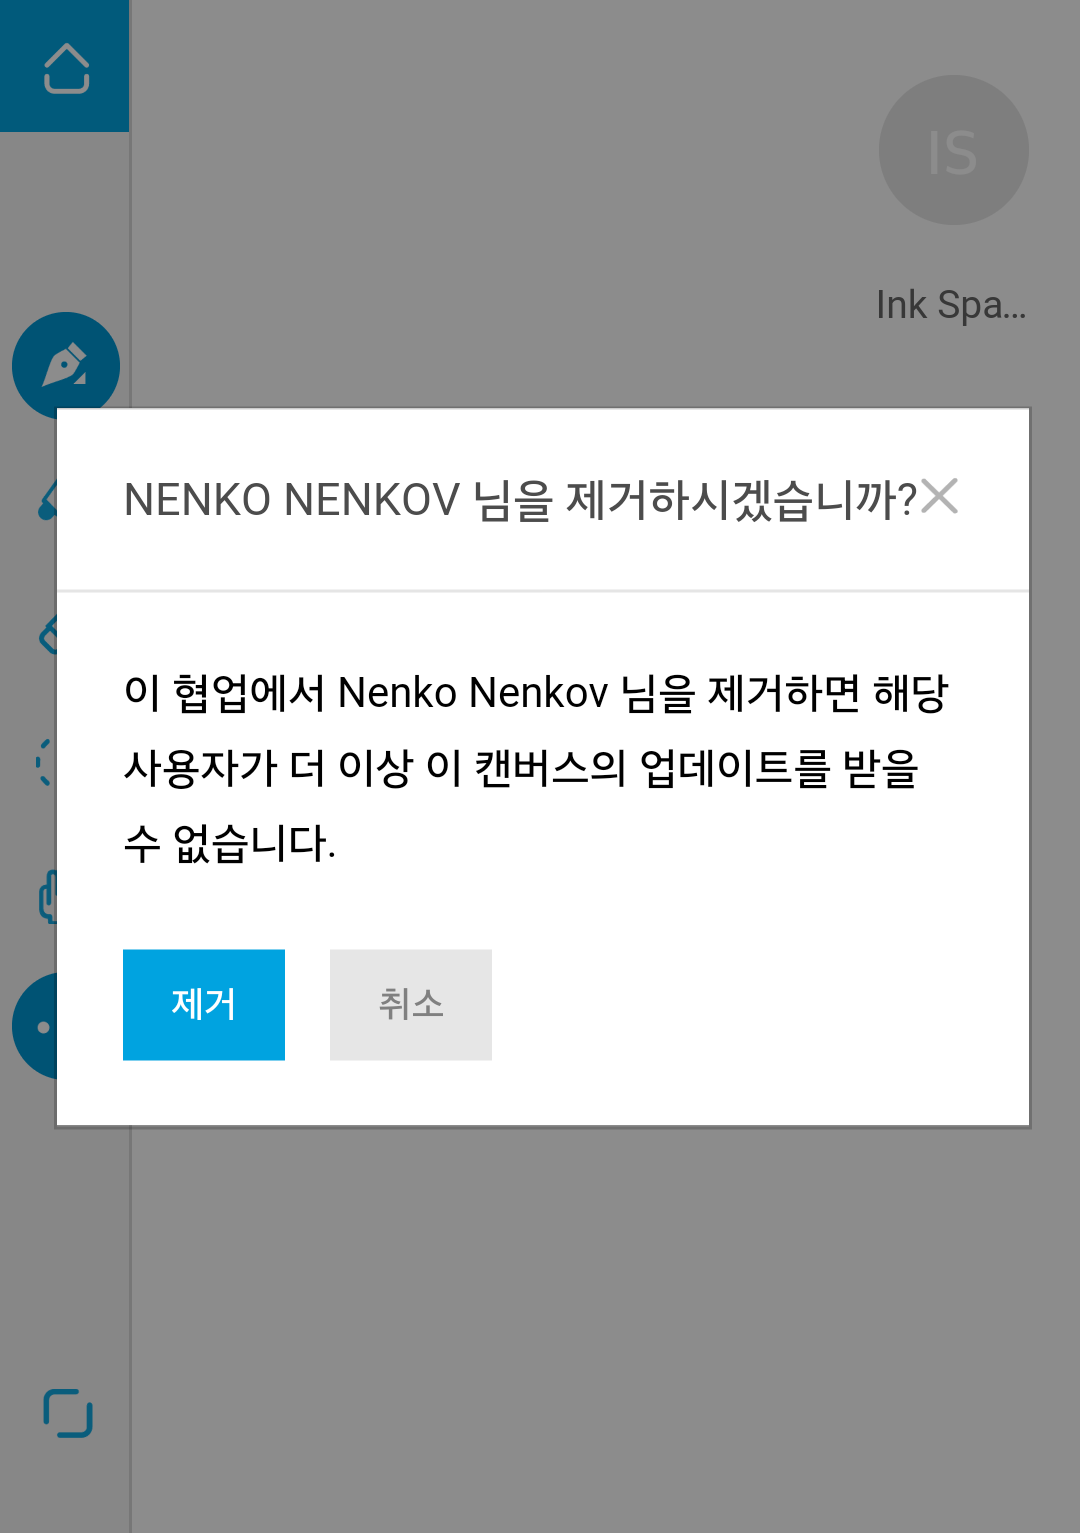 IS
Ink Spa...
NENKO NENKOV 님을 제거하시겠습니까?
이 협업에서 Nenko Nenkov 님을 제거하면 해당
사용자가 더 이상 이 캔버스의 업데이트를 받을
수 없습니다.
제거 취소